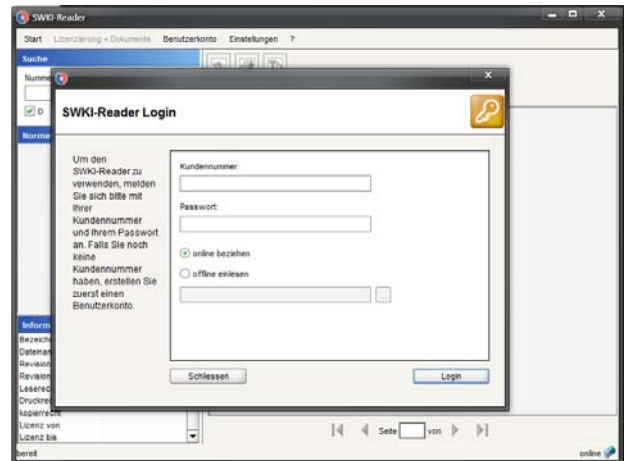 SWKI-Reader
Start Lizenzierung + Dokumente Benutzerkonto Einstellungen ?
Suche
SWKI-Reader Login
Um den
SWKI-Reader zu
verwenden, melden
Sie sich bitte mit
Ihrer
Kundennummer
und Ihrem Passwort
an. Falls Sie noch
keine
Kundennummer
haben, erstellen Sie
zuerst einen
Benutzerkonto.
Kundennummer:
Passwort:
online beziehen
offline einlesen
...
Schliessen Login
Inform
Bezeichn
Dateinam
Revision
Revision
Leserec
Druckrec
kopierrecht
Lizenz von
Lizenz bis
Seite von
bereit online